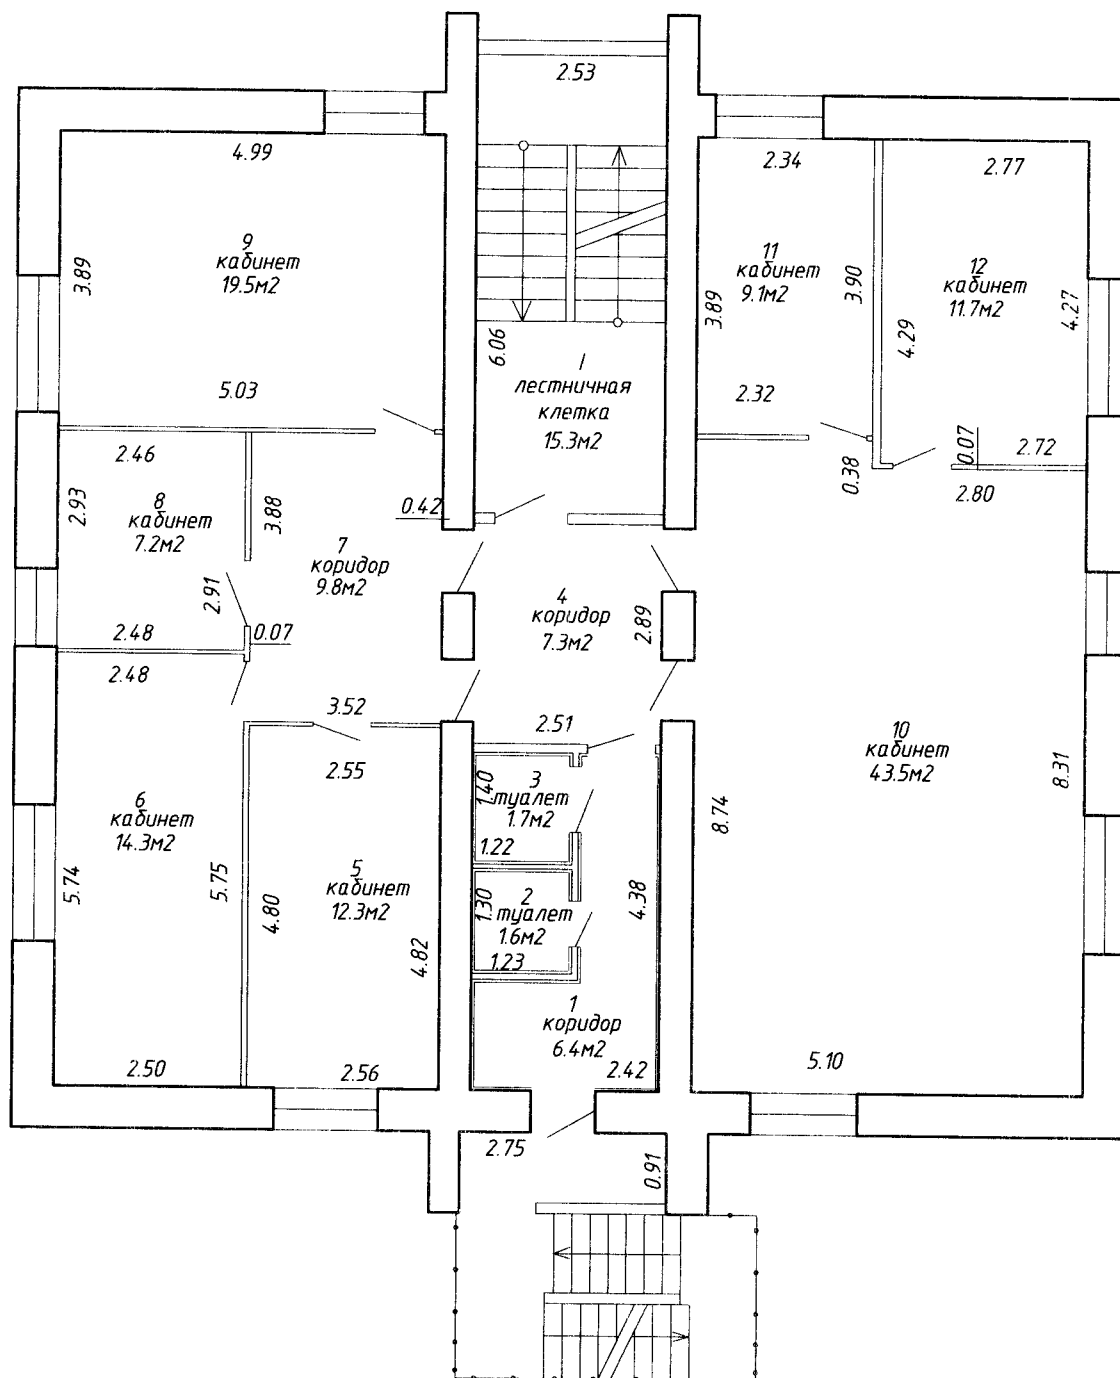 2.53
4.99
2.34
2.77
9
кабинет
19.5м2
3.89
11
кабинет
9.1м2
3.89
3.90
12
кабинет
11.7м2
4.29
4.27
6.06
I
лестничная
клетка
15.3м2
5.03
2.32
2.46
0.38
0.07
2.72
2.80
2.93
8
кабинет
7.2м2
3.88
0.42
7
коридор
9.8м2
2.91
4
коридор
7.3м2
2.89
2.48
0.07
2.48
3.52
2.51
2.55
10
кабинет
43.5м2
8.31
8.74
1.40
3
туалет
1.7м2
1.22
6
кабинет
14.3м2
5.74
5.75
5
кабинет
12.3м2
4.80
4.82
1.30
2
туалет
1.6м2
1.23
4.38
1
коридор
6.4м2
2.42
2.50
2.56
5.10
2.75
0.91